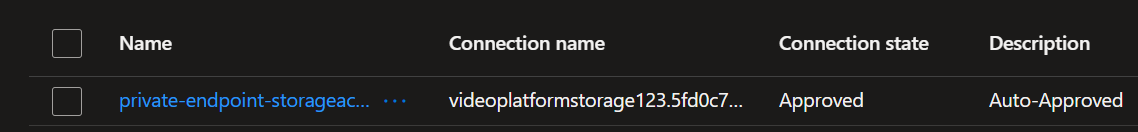 Name Connection name Connection state Description
private-endpoint-storageac... ... videoplatformstorage123.5fd0c7... Approved Auto-Approved